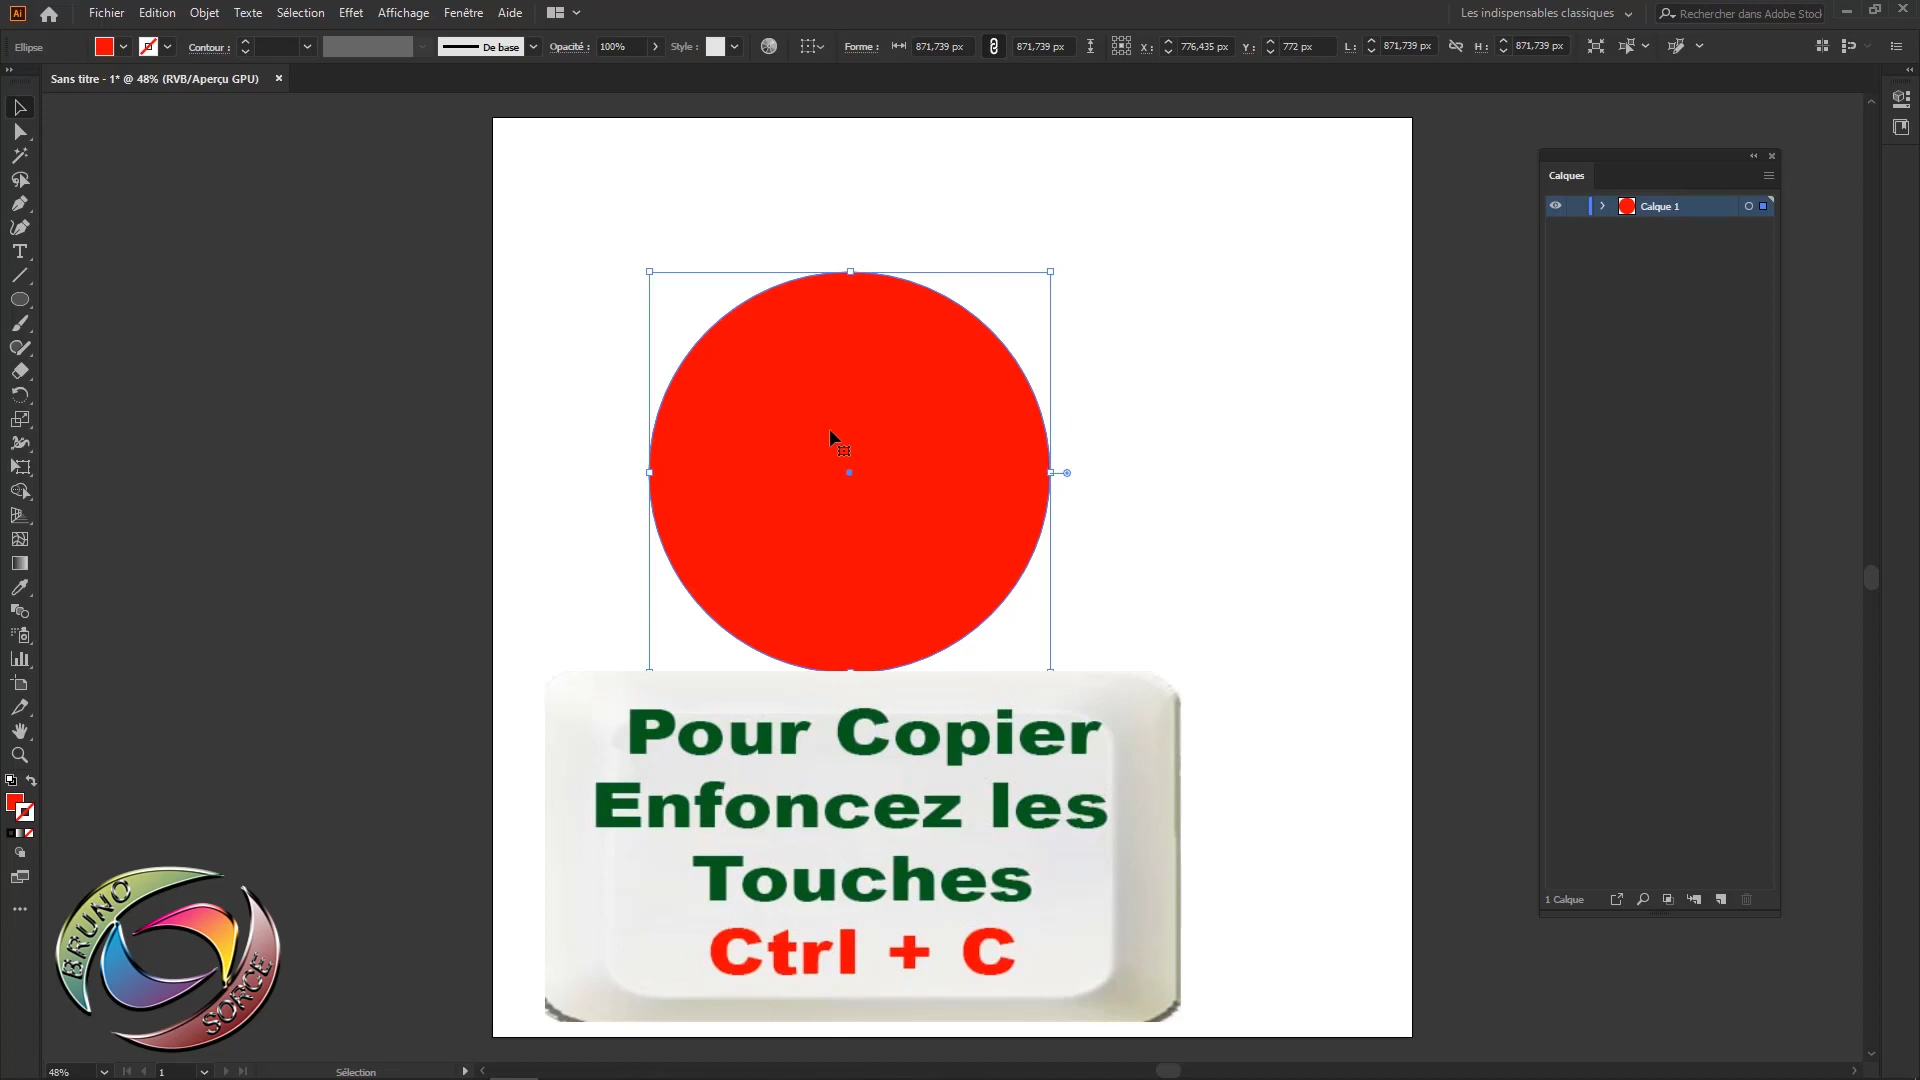 Ai
Fichier Edition Objet Texte Sélection Effet Affichage Fenêtre Aide
Les indispensables classiques
Rechercher dans Adobe Stock
Ellipse
Contour :
De base
Opacité : 100%
Style :
Forme : 871,739 px 871,739 px
X : 776,435 px Y : 772 px L : 871,739 px H : 871,739 px
Sans titre - 1* @ 48% (RVB/Aperçu GPU)
Calques
Calque 1
1 Calque
Pour Copier
Enfoncez les
Touches
Ctrl + C
BRUNO
SORCE
48% 1 Sélection